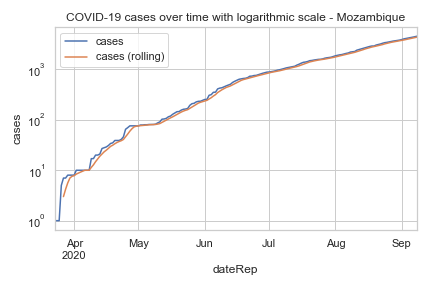 COVID-19 cases over time with logarithmic scale - Mozambique
cases
cases (rolling)
10³
10²
10¹
10⁰
cases
Apr
2020
May
Jun
Jul
Aug
Sep
dateRep